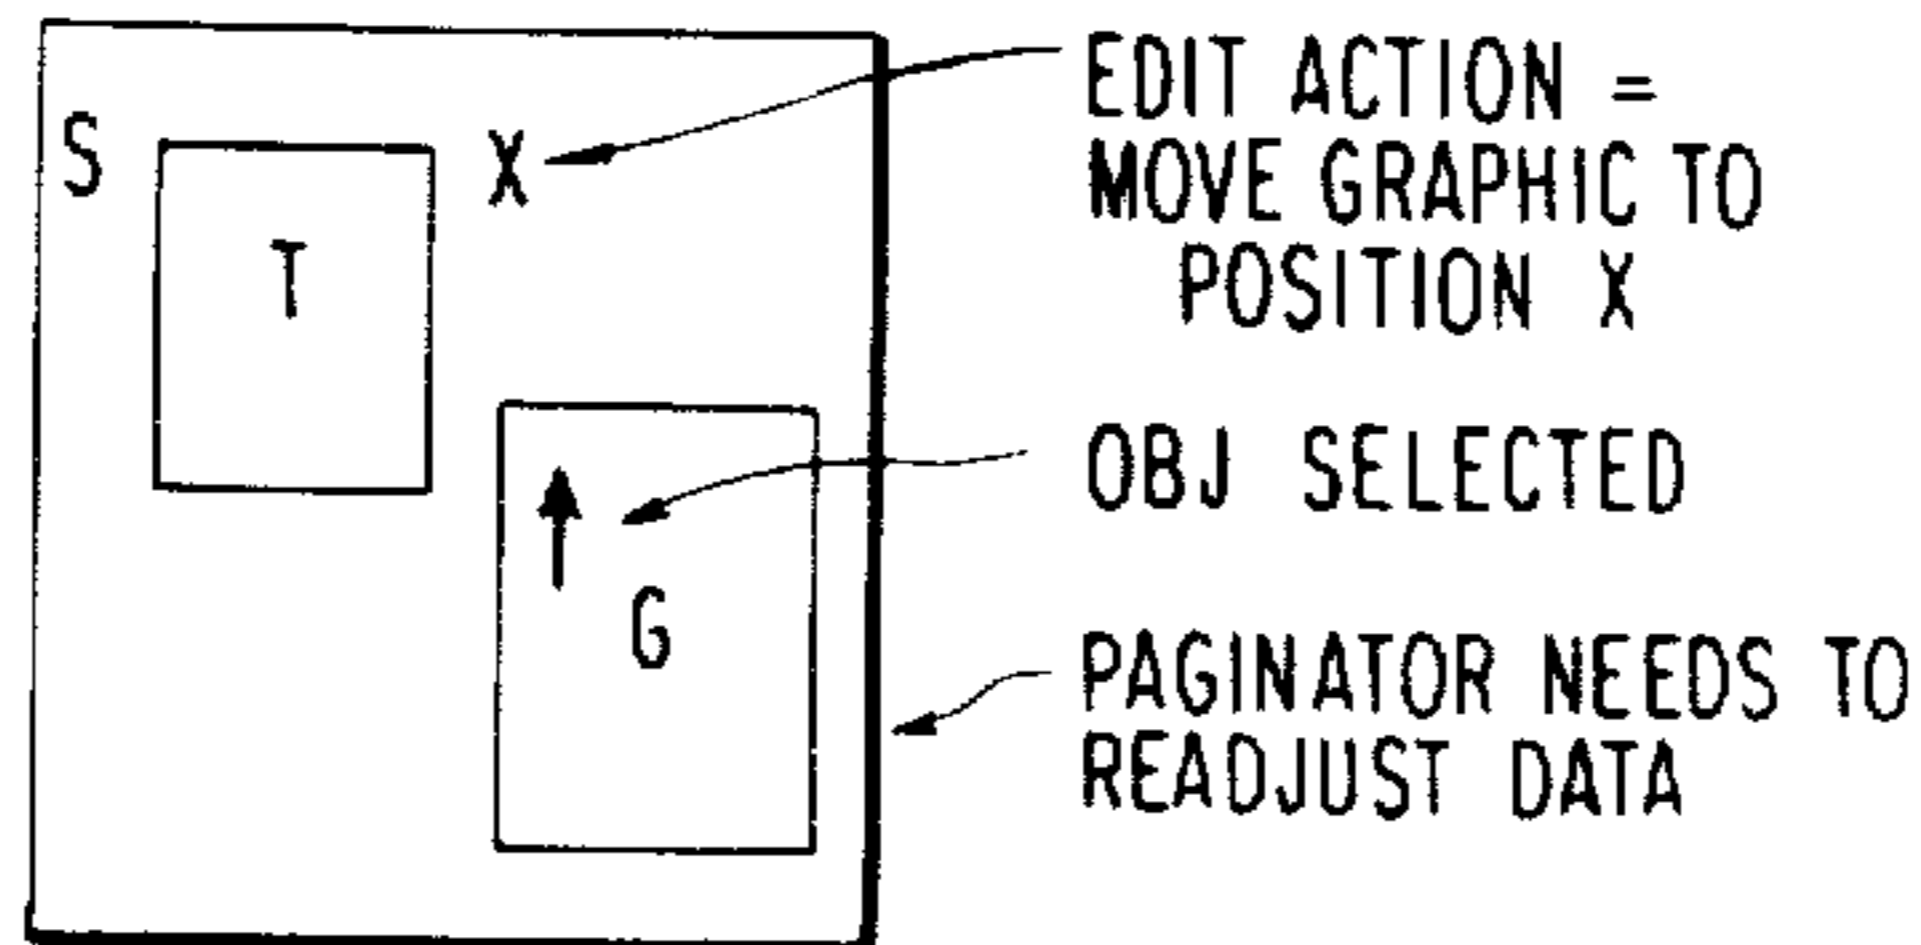 S
T
X
G
EDIT ACTION =
MOVE GRAPHIC TO
POSITION X
OBJ SELECTED
PAGINATOR NEEDS TO
READJUST DATA